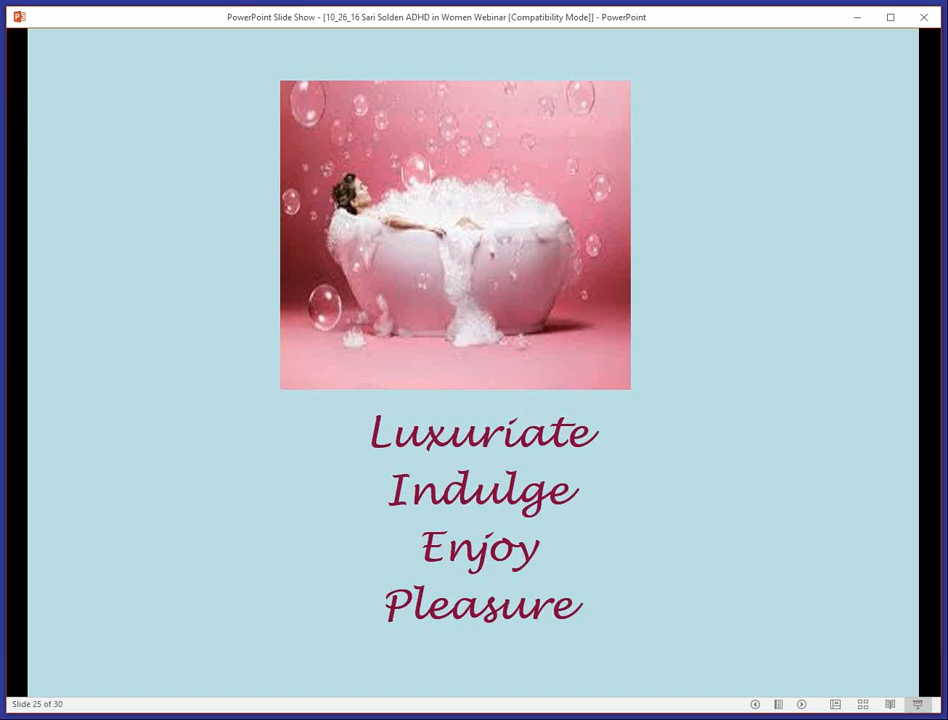 PowerPoint Slide Show - [10_26_16 Sari Solden ADHD in Women Webinar [Compatibility Mode]] - PowerPoint
Luxuriate
Indulge
Enjoy
Pleasure
Slide 25 of 30